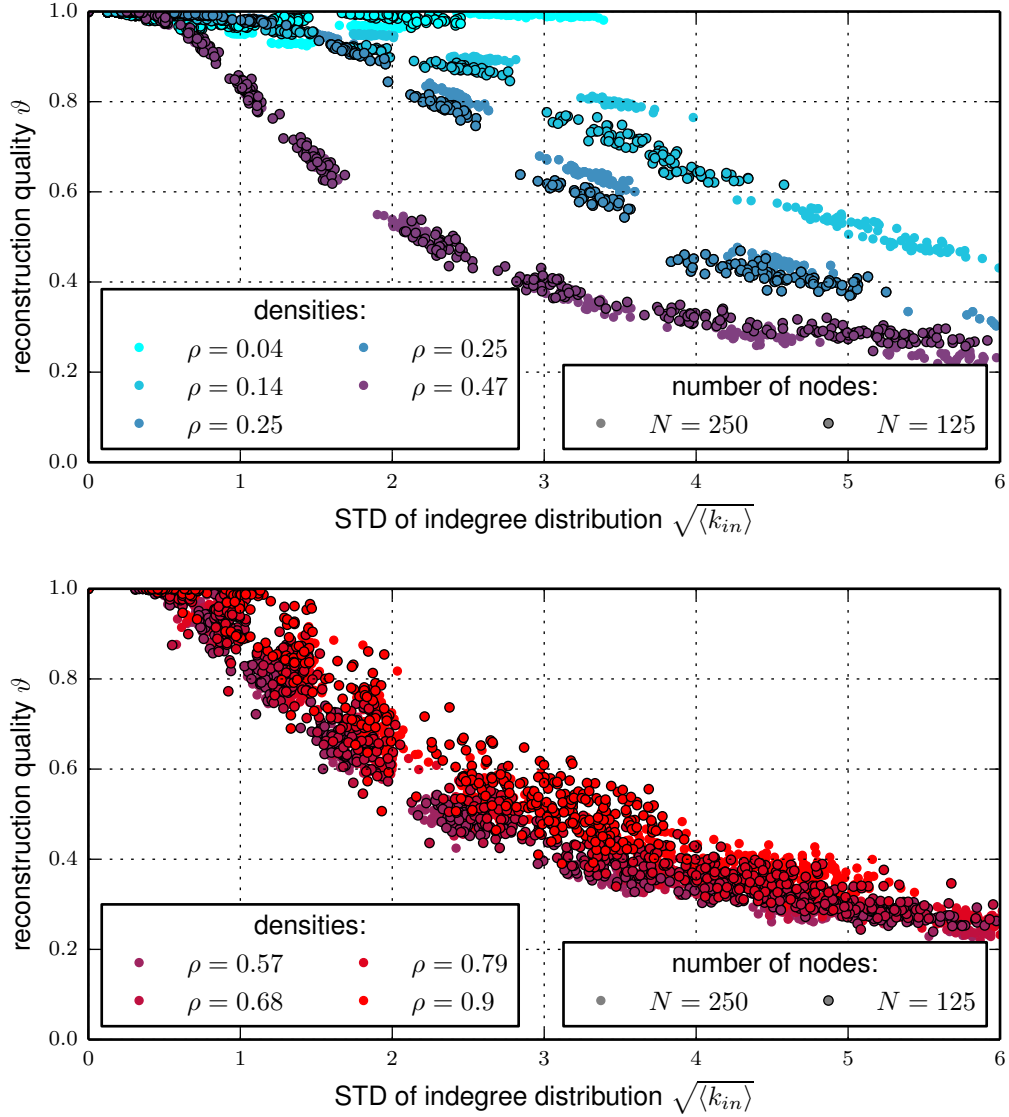 1.0
0.8
0.6
0.4
0.2
0.0
reconstruction quality ϑ
densities:
ρ = 0.04 ρ = 0.25
ρ = 0.14 ρ = 0.47
ρ = 0.25
number of nodes:
N = 250 N = 125
0 1 2 3 4 5 6
STD of indegree distribution √⟨k_in⟩
1.0
0.8
0.6
0.4
0.2
0.0
reconstruction quality ϑ
densities:
ρ = 0.57 ρ = 0.79
ρ = 0.68 ρ = 0.9
number of nodes:
N = 250 N = 125
0 1 2 3 4 5 6
STD of indegree distribution √⟨k_in⟩